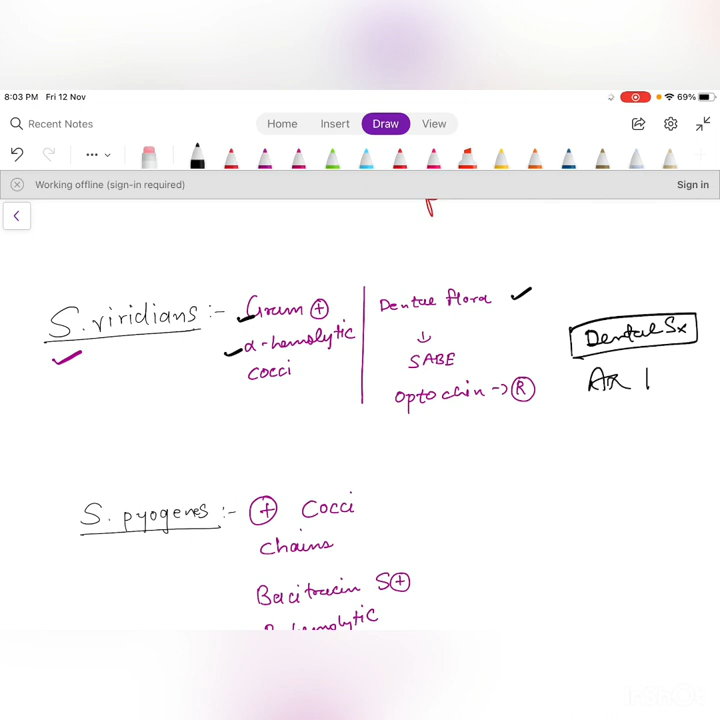 8:03 PM Fri 12 Nov
69%
Recent Notes
Home Insert Draw View
Working offline (sign-in required)
Sign in
S. viridians :- Gram +
α-hemolytic
cocci
Dental flora
↓
SABE
optochin → R
Dental Sx
S. pyogenes :- + Cocci
Chains
Bacitracin S+
hemolytic